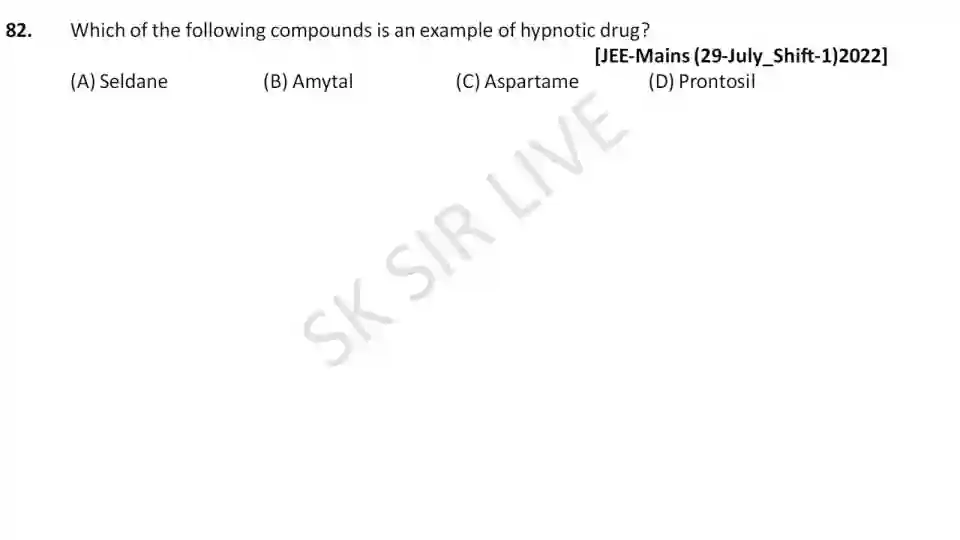 82. Which of the following compounds is an example of hypnotic drug?
[JEE-Mains (29-July_Shift-1)2022]
(A) Seldane (B) Amytal (C) Aspartame (D) Prontosil
SK SIR LIVE